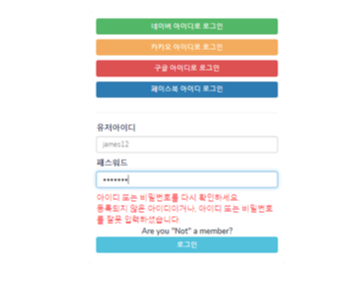 네이버 아이디로 로그인
카카오 아이디로 로그인
구글 아이디로 로그인
페이스북 아이디 로그인
유저아이디
james12
패스워드
•••••••
아이디 또는 비밀번호를 다시 확인하세요.
등록되지 않은 아이디이거나, 아이디 또는 비밀번호
를 잘못 입력하셨습니다.
Are you "Not" a member?
로그인